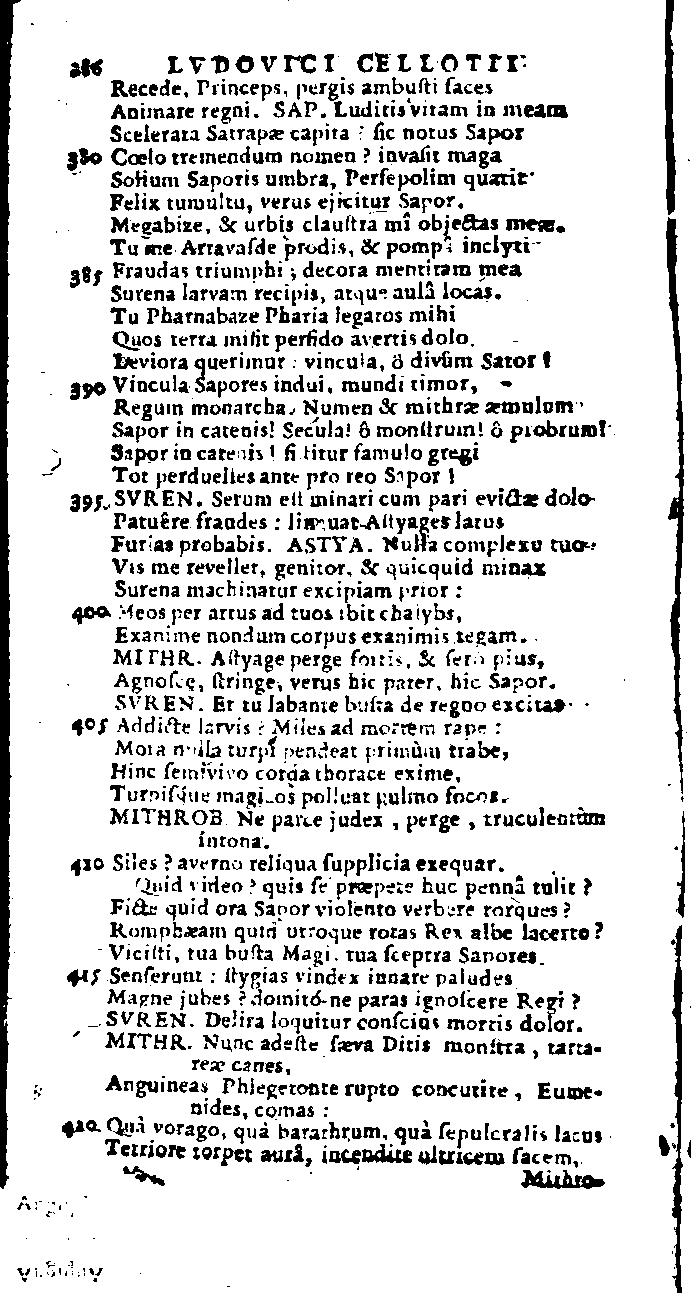 286 LVDOVICI CELLOTII
Recede, Princeps, pergis ambuſti faces
Animare regni. SAP. Luditis vitam in meam
Scelerata Satrapæ capita ? ſic notus Sapor
380 Cœlo tremendum nomen ? invaſit maga
Solium Saporis umbra, Perſepolim quatit
Felix tumultu, verus ejicitur Sapor.
Megabize, & urbis clauſtra mî objectas meæ.
Tu me Artavaſde prodis, & pompâ inclyti
385 Fraudas triumphi ; decora mentitam mea
Surena larvam recipis, atque aulâ locas.
Tu Pharnabaze Pharia legatos mihi
Quos terra miſit perfido avertis dolo.
Leviora querimur : vincula, ô divûm Sator !
390 Vincula Sapores indui, mundi timor,
Regum monarcha, Numen & mithræ æmulum
Sapor in catenis! Secula! ô monſtrum! ô probrum!
Sapor in catenis ! ſiſtitur famulo gregi
Tot perduelles ante pro reo Sapor !
395. SVREN. Serum eſt minari cum pari evictæ dolo
Patuêre fraudes : linquat Aſtyages latus
Furias probabis. ASTYA. Nulla complexu tuo
Vis me revellet, genitor, & quicquid minax
Surena machinatur excipiam prior :
400 Meos per artus ad tuos ibit chalybs,
Exanime nondum corpus exanimis tegam.
MITHR. Aſtyage perge fortis, & ſero pius,
Agnoſce, ſtringe, verus hic pater, hic Sapor.
SVREN. Et tu labante buſta de regno excitas
405 Addicte larvis ? Miles ad mortem rape :
Mora nulla turpi pendeat primùm trabe,
Hinc ſemivivo corda thorace exime,
Turpiſque magi os polluat pulmo focos.
MITHROB. Ne parce judex , perge , truculentùm
intona.
410 Siles ? averno reliqua ſupplicia exequar.
Quid video ? quis ſe præpete huc pennâ tulit ?
Ficte quid ora Sapor violento verbere torques ?
Romphæam quid utroque rotas Rex albe lacerto ?
Viciſti, tua buſta Magi, tua ſceptra Sapores
415 Senſerunt : ſtygias vindex innare paludes
Magne jubes ? domitó-ne paras ignoſcere Regi ?
SVREN. Delira loquitur conſcius mortis dolor.
MITHR. Nunc adeſte ſæva Ditis monſtra , tarta-
reæ canes,
Anguineas Phlegetonte rupto concutite , Eume-
nides, comas :
420 Quà vorago, quà barathrum, quà ſepulcralis lacus
Tetriore torpet aurâ, incendite ultricem facem,
Mithro-